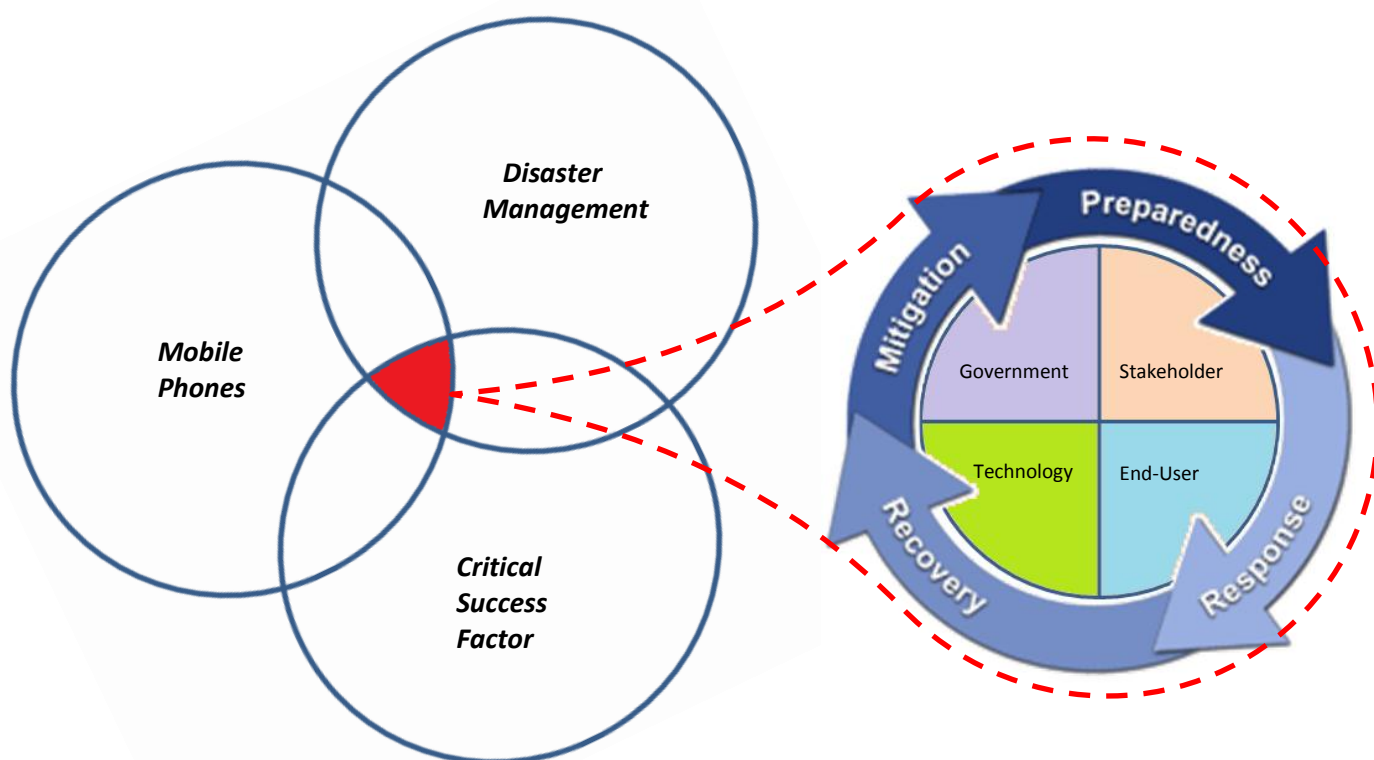 Disaster
Management
Mobile
Phones
Critical
Success
Factor
Preparedness
Mitigation
Government
Stakeholder
Technology
End-User
Recovery
Response